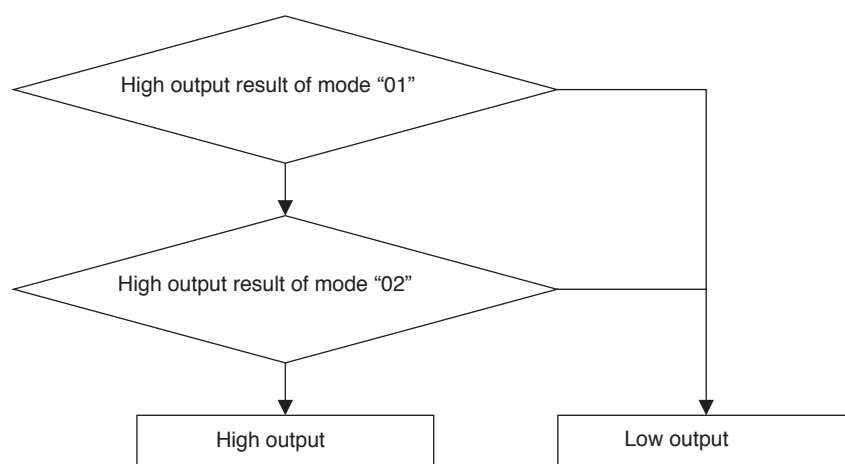 High output result of mode “01”
High output result of mode “02”
High output
Low output